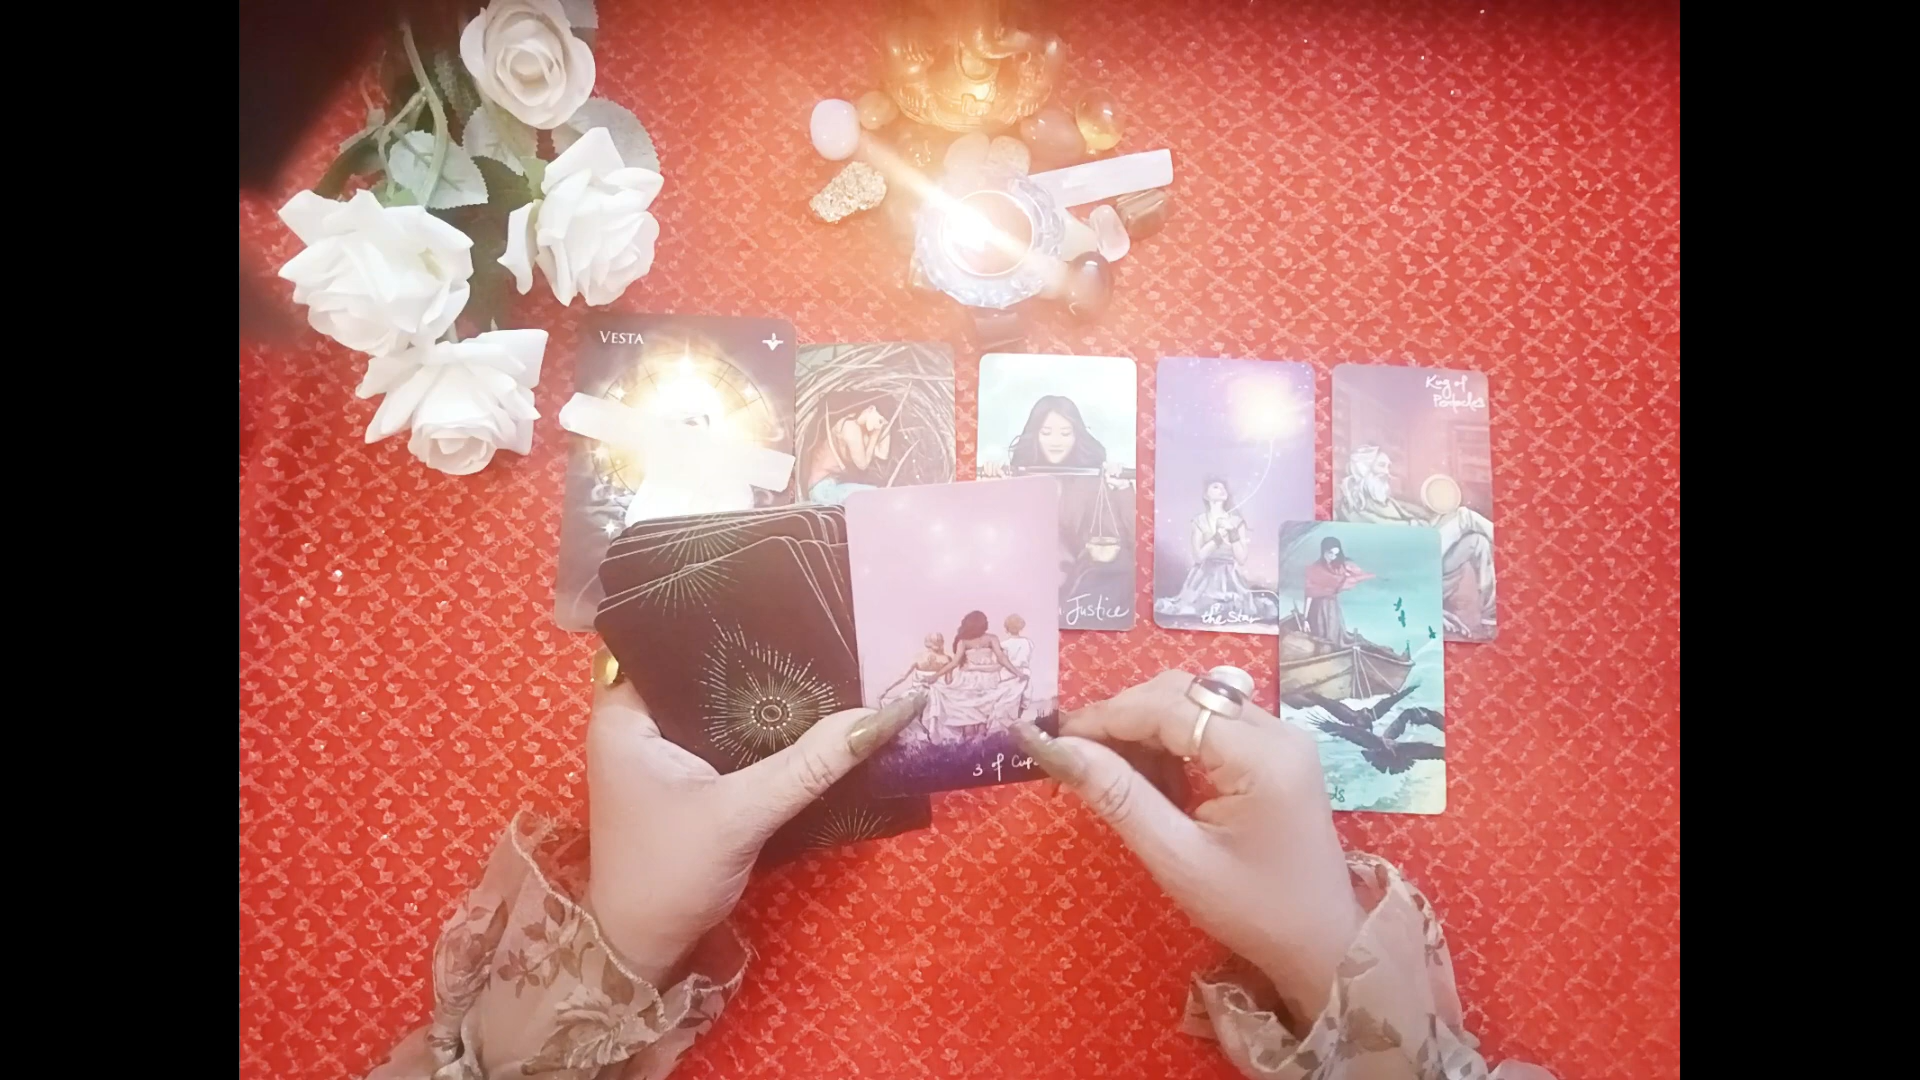 VESTA
King of
Pentacles
Justice
the Star
3 of Cups